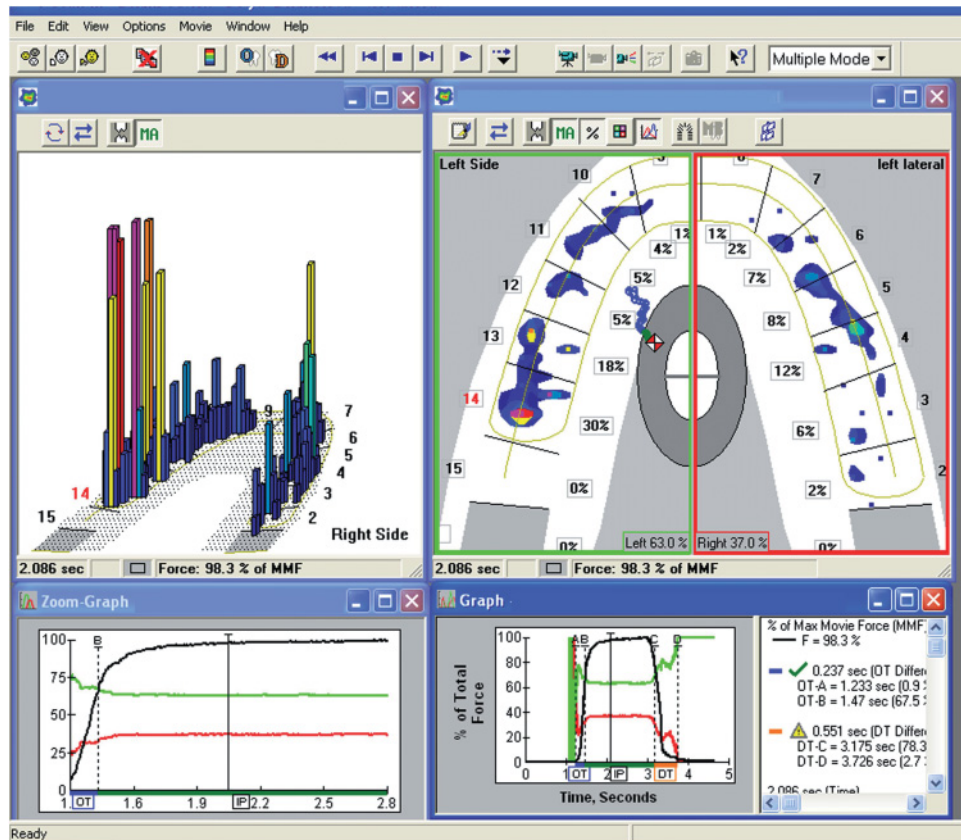 File Edit View Options Movie Window Help
Multiple Mode
MA
MA %
Left Side
left lateral
10
11
12
13
14
15
7
6
5
4
3
2
1%
4%
5%
5%
18%
30%
0%
0%
1%
2%
7%
8%
12%
6%
2%
0%
Left 63.0 %
Right 37.0 %
9
7
6
5
4
3
2
14
15
Right Side
2.086 sec
Force: 98.3 % of MMF
2.086 sec
Force: 98.3 % of MMF
Zoom-Graph
100
75
50
25
0
B
1.
1.6
1.9
2.2
2.5
2.8
OT
IP
Graph
% of Total
Force
100
80
60
40
20
0
A
B
C
D
0
1
2
3
4
5
OT
IP
DT
Time, Seconds
% of Max Movie Force (MMF
F = 98.3 %
0.237 sec (OT Differ
OT-A = 1.233 sec (0.9
OT-B = 1.47 sec (67.5
0.551 sec (DT Differ
DT-C = 3.175 sec (78.3
DT-D = 3.726 sec (2.7
2.086 sec (Time)
Ready